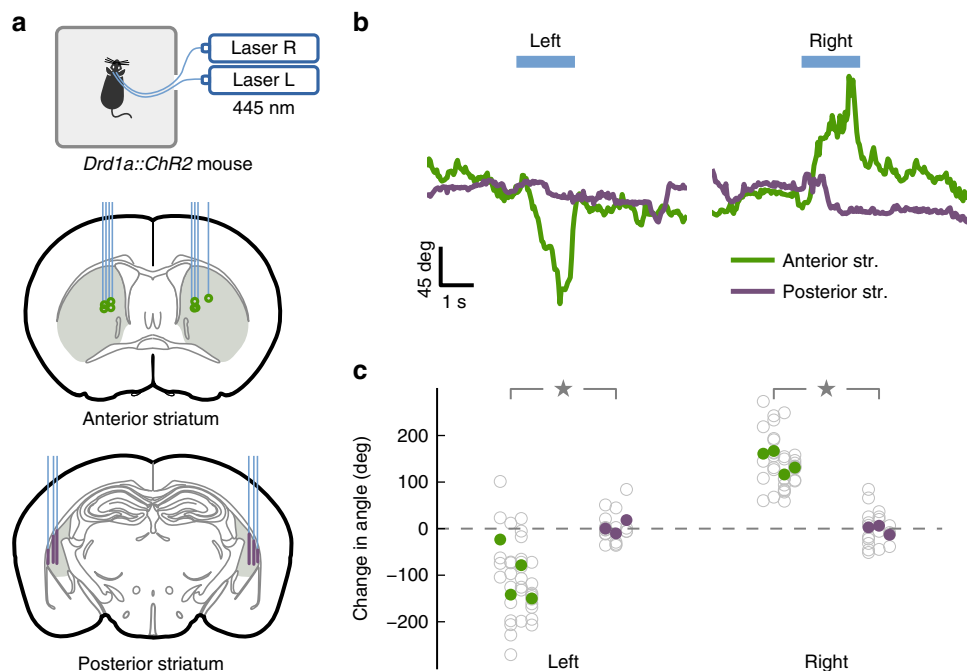 a
Laser R
Laser L
445 nm
Drd1a::ChR2 mouse
Anterior striatum
Posterior striatum
b
Left
Right
45 deg
1 s
Anterior str.
Posterior str.
c
Change in angle (deg)
200
100
0
−100
−200
Left
Right